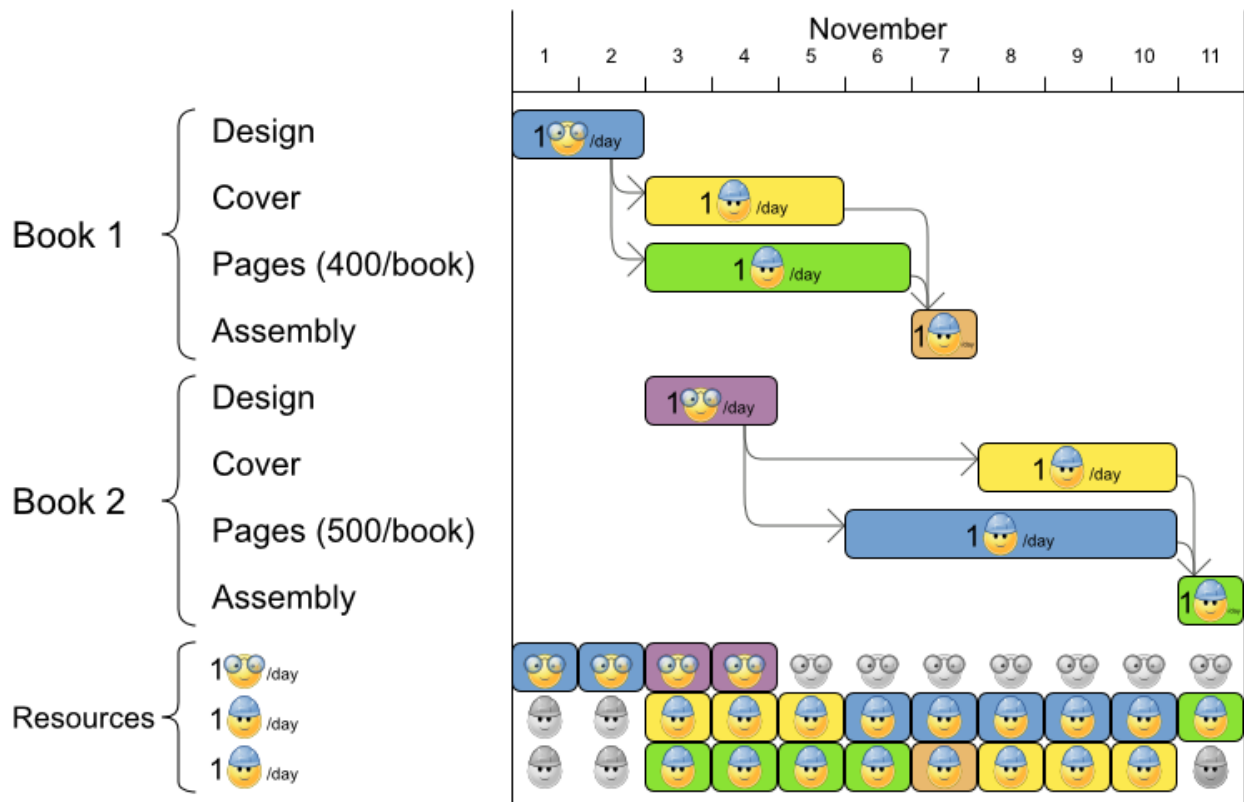 November
1 2 3 4 5 6 7 8 9 10 11
Book 1
Design
1 /day
Cover
1 /day
Pages (400/book)
1 /day
Assembly
1 /day
Book 2
Design
1 /day
Cover
1 /day
Pages (500/book)
1 /day
Assembly
1 /day
Resources
1 /day
1 /day
1 /day